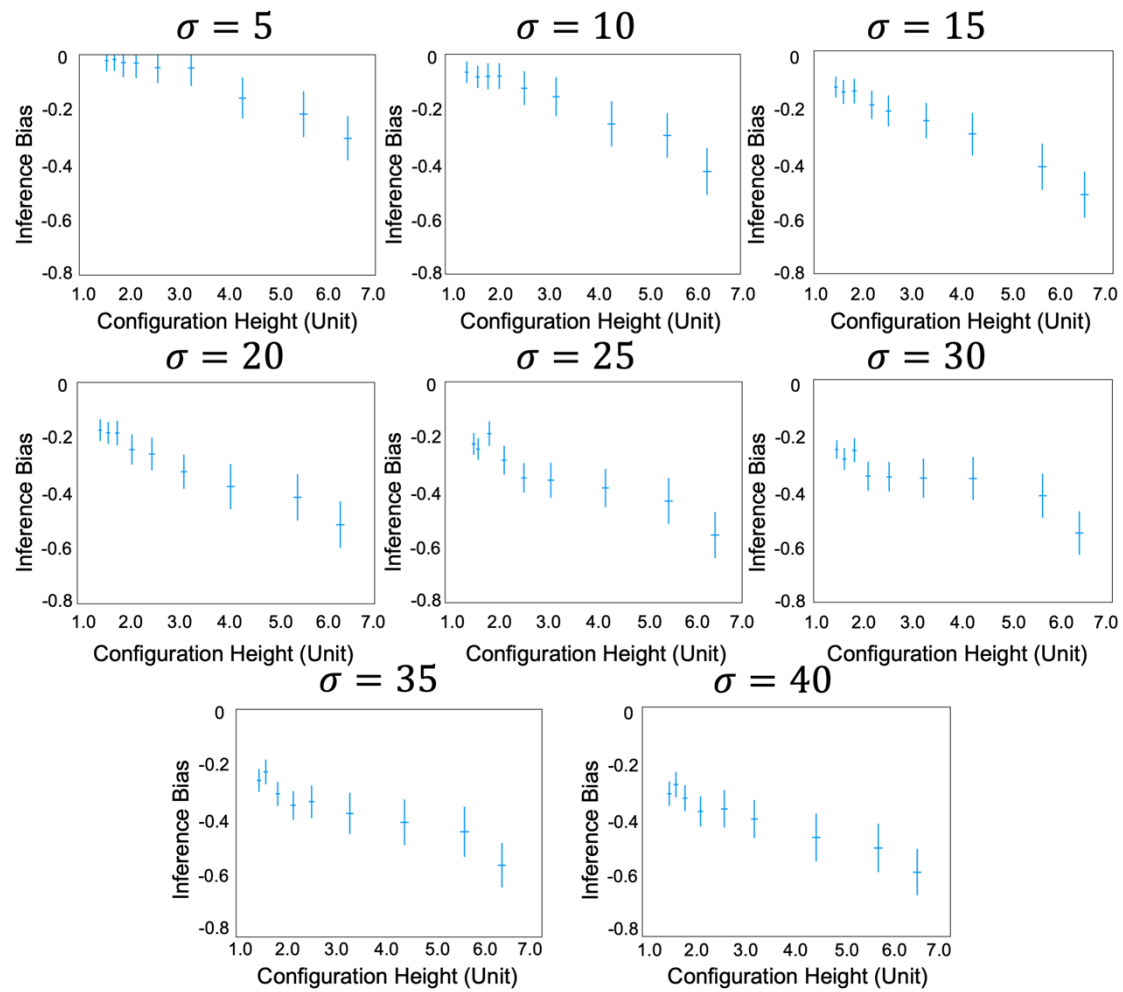 σ = 5
σ = 10
σ = 15
Inference Bias
0
-0.2
-0.4
-0.6
-0.8
1.0 2.0 3.0 4.0 5.0 6.0 7.0
Configuration Height (Unit)
Inference Bias
0
-0.2
-0.4
-0.6
-0.8
1.0 2.0 3.0 4.0 5.0 6.0 7.0
Configuration Height (Unit)
Inference Bias
0
-0.2
-0.4
-0.6
-0.8
1.0 2.0 3.0 4.0 5.0 6.0 7.0
Configuration Height (Unit)
σ = 20
σ = 25
σ = 30
Inference Bias
0
-0.2
-0.4
-0.6
-0.8
1.0 2.0 3.0 4.0 5.0 6.0 7.0
Configuration Height (Unit)
Inference Bias
0
-0.2
-0.4
-0.6
-0.8
1.0 2.0 3.0 4.0 5.0 6.0 7.0
Configuration Height (Unit)
Inference Bias
0
-0.2
-0.4
-0.6
-0.8
1.0 2.0 3.0 4.0 5.0 6.0 7.0
Configuration Height (Unit)
σ = 35
σ = 40
Inference Bias
0
-0.2
-0.4
-0.6
-0.8
1.0 2.0 3.0 4.0 5.0 6.0 7.0
Configuration Height (Unit)
Inference Bias
0
-0.2
-0.4
-0.6
-0.8
1.0 2.0 3.0 4.0 5.0 6.0 7.0
Configuration Height (Unit)